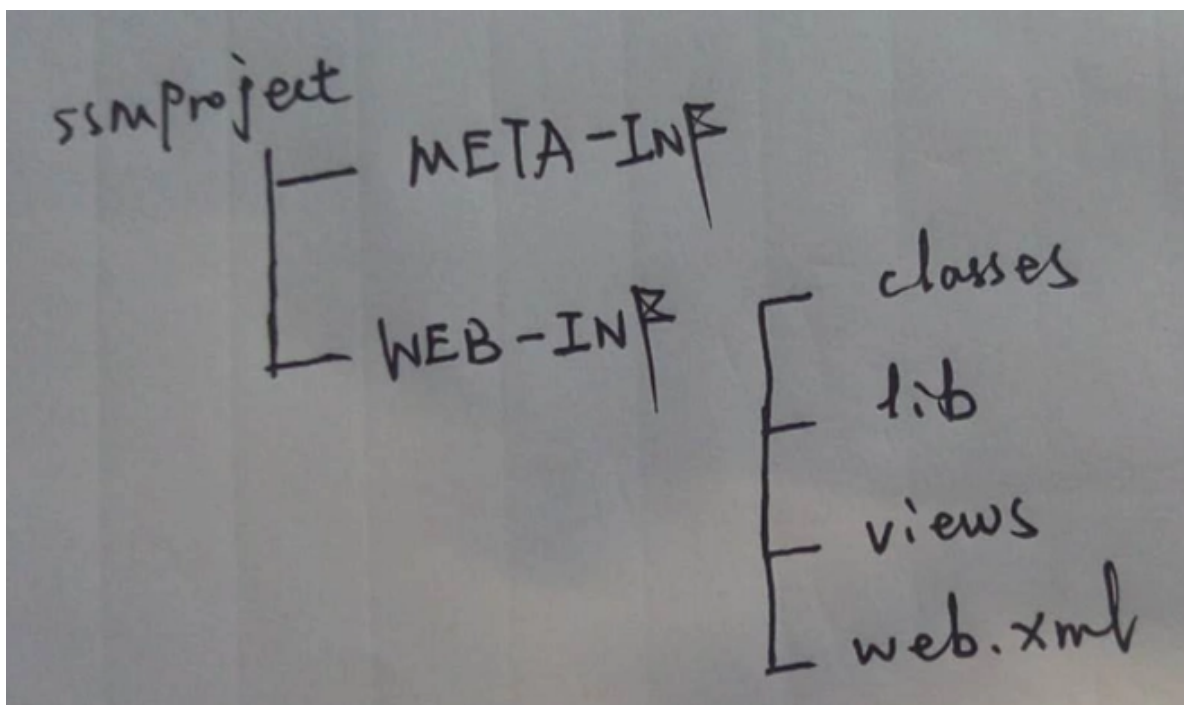 ssmproject
META-INF
WEB-INF
classes
lib
views
web.xml